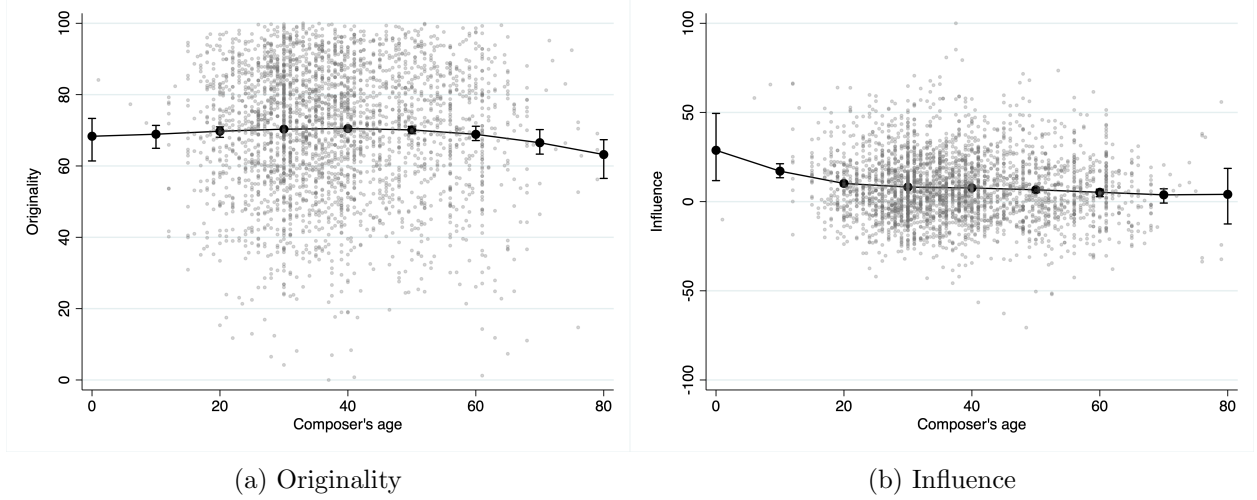 100
80
60
40
20
0
Originality
0 20 40 60 80
Composer's age
(a) Originality
100
50
0
-50
-100
Influence
0 20 40 60 80
Composer's age
(b) Influence